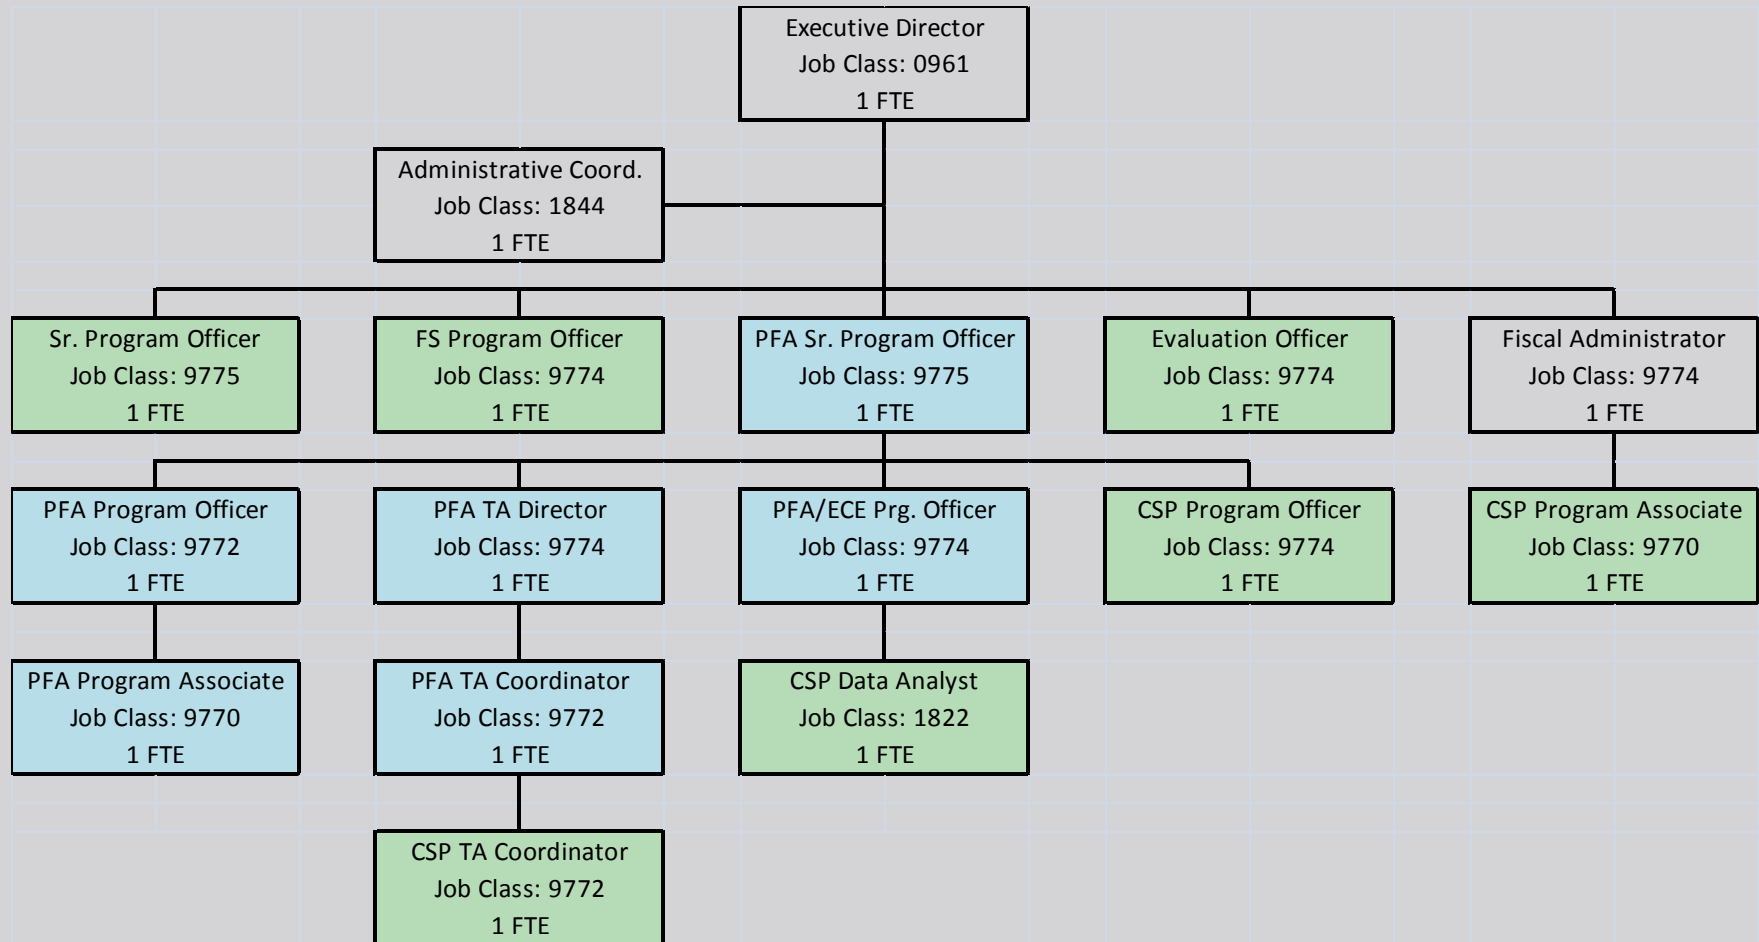 Executive Director
Job Class: 0961
1 FTE
Administrative Coord.
Job Class: 1844
1 FTE
Sr. Program Officer
Job Class: 9775
1 FTE
FS Program Officer
Job Class: 9774
1 FTE
PFA Sr. Program Officer
Job Class: 9775
1 FTE
Evaluation Officer
Job Class: 9774
1 FTE
Fiscal Administrator
Job Class: 9774
1 FTE
PFA Program Officer
Job Class: 9772
1 FTE
PFA TA Director
Job Class: 9774
1 FTE
PFA/ECE Prg. Officer
Job Class: 9774
1 FTE
CSP Program Officer
Job Class: 9774
1 FTE
CSP Program Associate
Job Class: 9770
1 FTE
PFA Program Associate
Job Class: 9770
1 FTE
PFA TA Coordinator
Job Class: 9772
1 FTE
CSP Data Analyst
Job Class: 1822
1 FTE
CSP TA Coordinator
Job Class: 9772
1 FTE